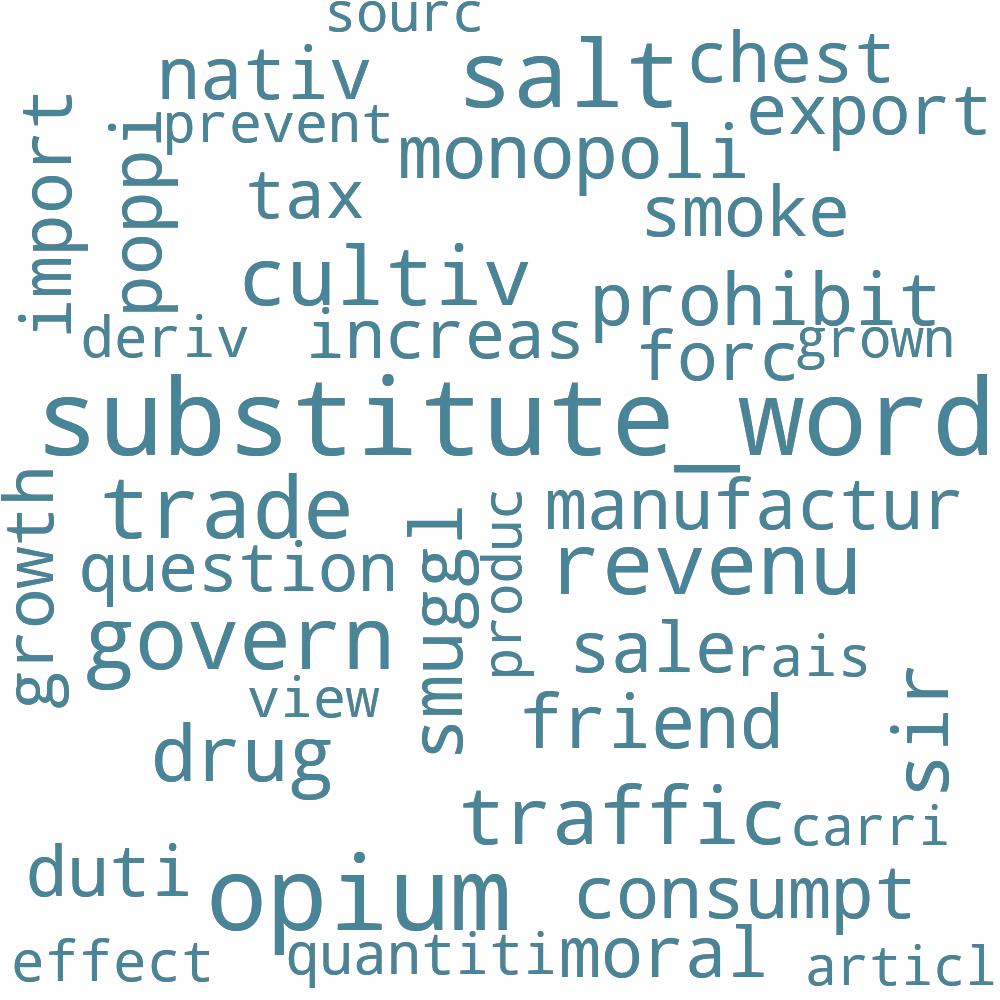 sourc
nativ
salt
chest
prevent
export
import
poppl
monopoli
tax
smoke
cultiv
prohibit
deriv
increas
forc
grown
substitute_word
growth
trade
smuggl
produc
manufactur
question
revenu
govern
sale
rais
view
friend
sir
drug
traffic
carri
duti
opium
consumpt
effect
quantiti
moral
articl